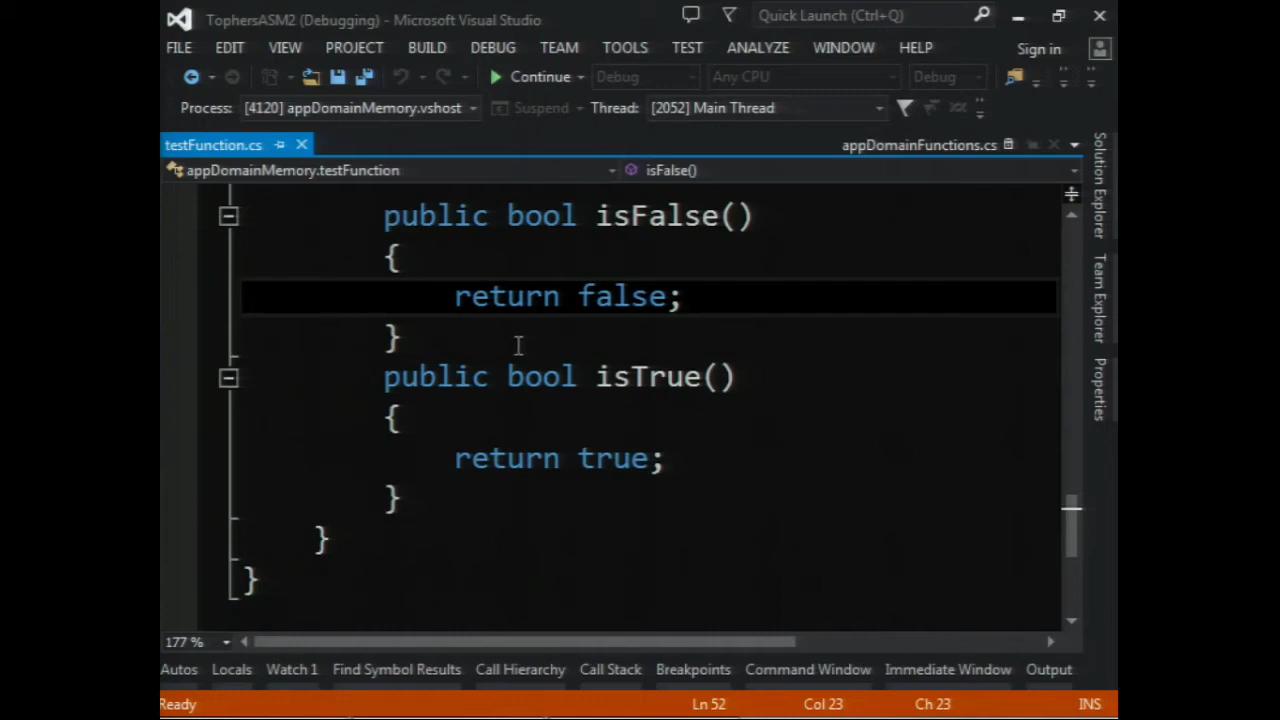 TophersASM2 (Debugging) - Microsoft Visual Studio
Quick Launch (Ctrl+Q)
FILE EDIT VIEW PROJECT BUILD DEBUG TEAM TOOLS TEST ANALYZE WINDOW HELP Sign in
Continue Debug Any CPU Debug
Process: [4120] appDomainMemory.vshost Suspend Thread: [2052] Main Thread
testFunction.cs appDomainFunctions.cs
appDomainMemory.testFunction isFalse()
public bool isFalse()
{
return false;
}
public bool isTrue()
{
return true;
}
}
}
Solution Explorer
Team Explorer
Properties
177 %
Autos Locals Watch 1 Find Symbol Results Call Hierarchy Call Stack Breakpoints Command Window Immediate Window Output
Ready Ln 52 Col 23 Ch 23 INS